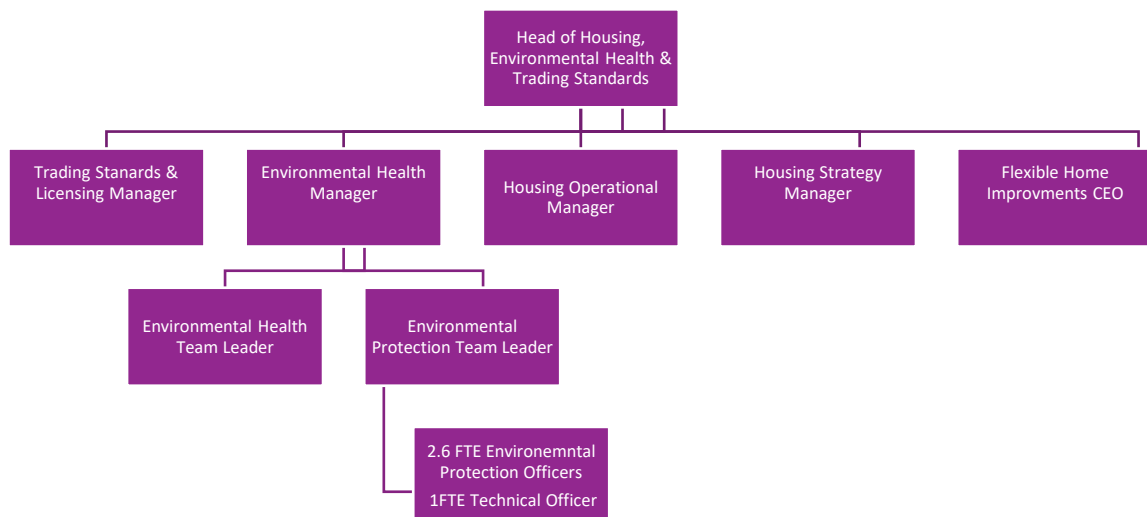 Head of Housing,
Environmental Health &
Trading Standards
Trading Stanards &
Licensing Manager
Environmental Health
Manager
Housing Operational
Manager
Housing Strategy
Manager
Flexible Home
Improvments CEO
Environmental Health
Team Leader
Environmental
Protection Team Leader
2.6 FTE Environemntal
Protection Officers
1FTE Technical Officer